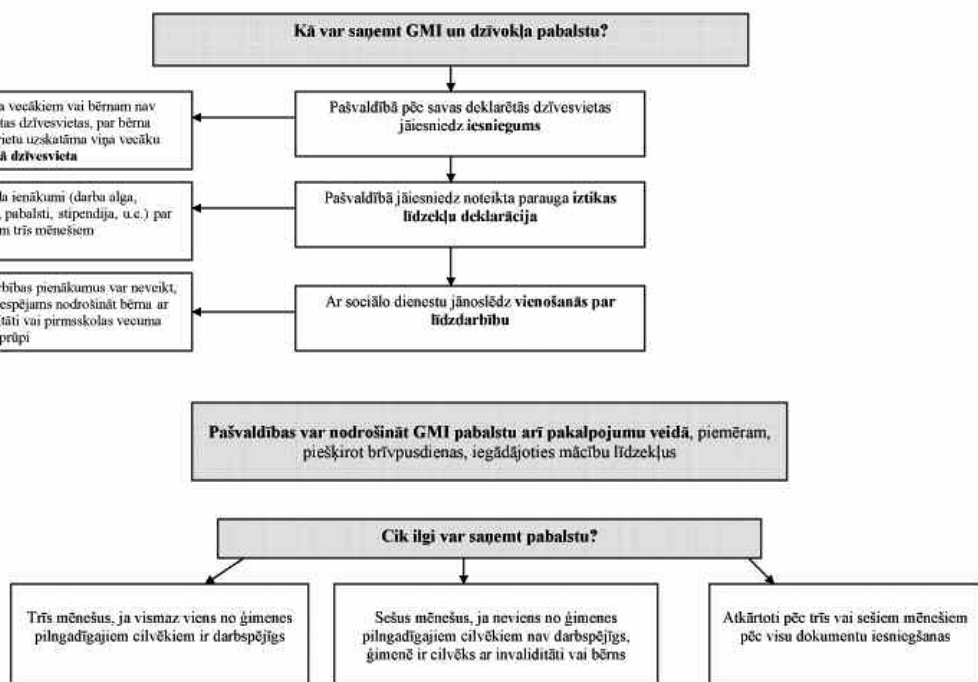 Kā var saņemt GMI un dzīvokļa pabalstu?
a vecākiem vai bērnam nav
tas dzīvesvietas, par bērna
vietu uzskatāma viņa vecāku
ā dzīvesvieta
Pašvaldībā pēc savas deklarētās dzīvesvietas
jāiesniedz iesniegums
la ienākumi (darba alga,
, pabalsti, stipendija, u.c.) par
m trīs mēnešiem
Pašvaldībā jāiesniedz noteikta parauga iztikas
līdzekļu deklarācija
rbības pienākumus var neveikt,
espējams nodrošināt bērna ar
itāti vai pirmsskolas vecuma
prūpi
Ar sociālo dienestu jānoslēdz vienošanās par
līdzdarbību
Pašvaldības var nodrošināt GMI pabalstu arī pakalpojumu veidā, piemēram,
piešķirot brīvpusdienas, iegādājoties mācību līdzekļus
Cik ilgi var saņemt pabalstu?
Trīs mēnešus, ja vismaz viens no ģimenes
pilngadīgajiem cilvēkiem ir darbspējīgs
Sešus mēnešus, ja neviens no ģimenes
pilngadīgajiem cilvēkiem nav darbspējīgs,
ģimenē ir cilvēks ar invaliditāti vai bērns
Atkārtoti pēc trīs vai sešiem mēnešiem
pēc visu dokumentu iesniegšanas